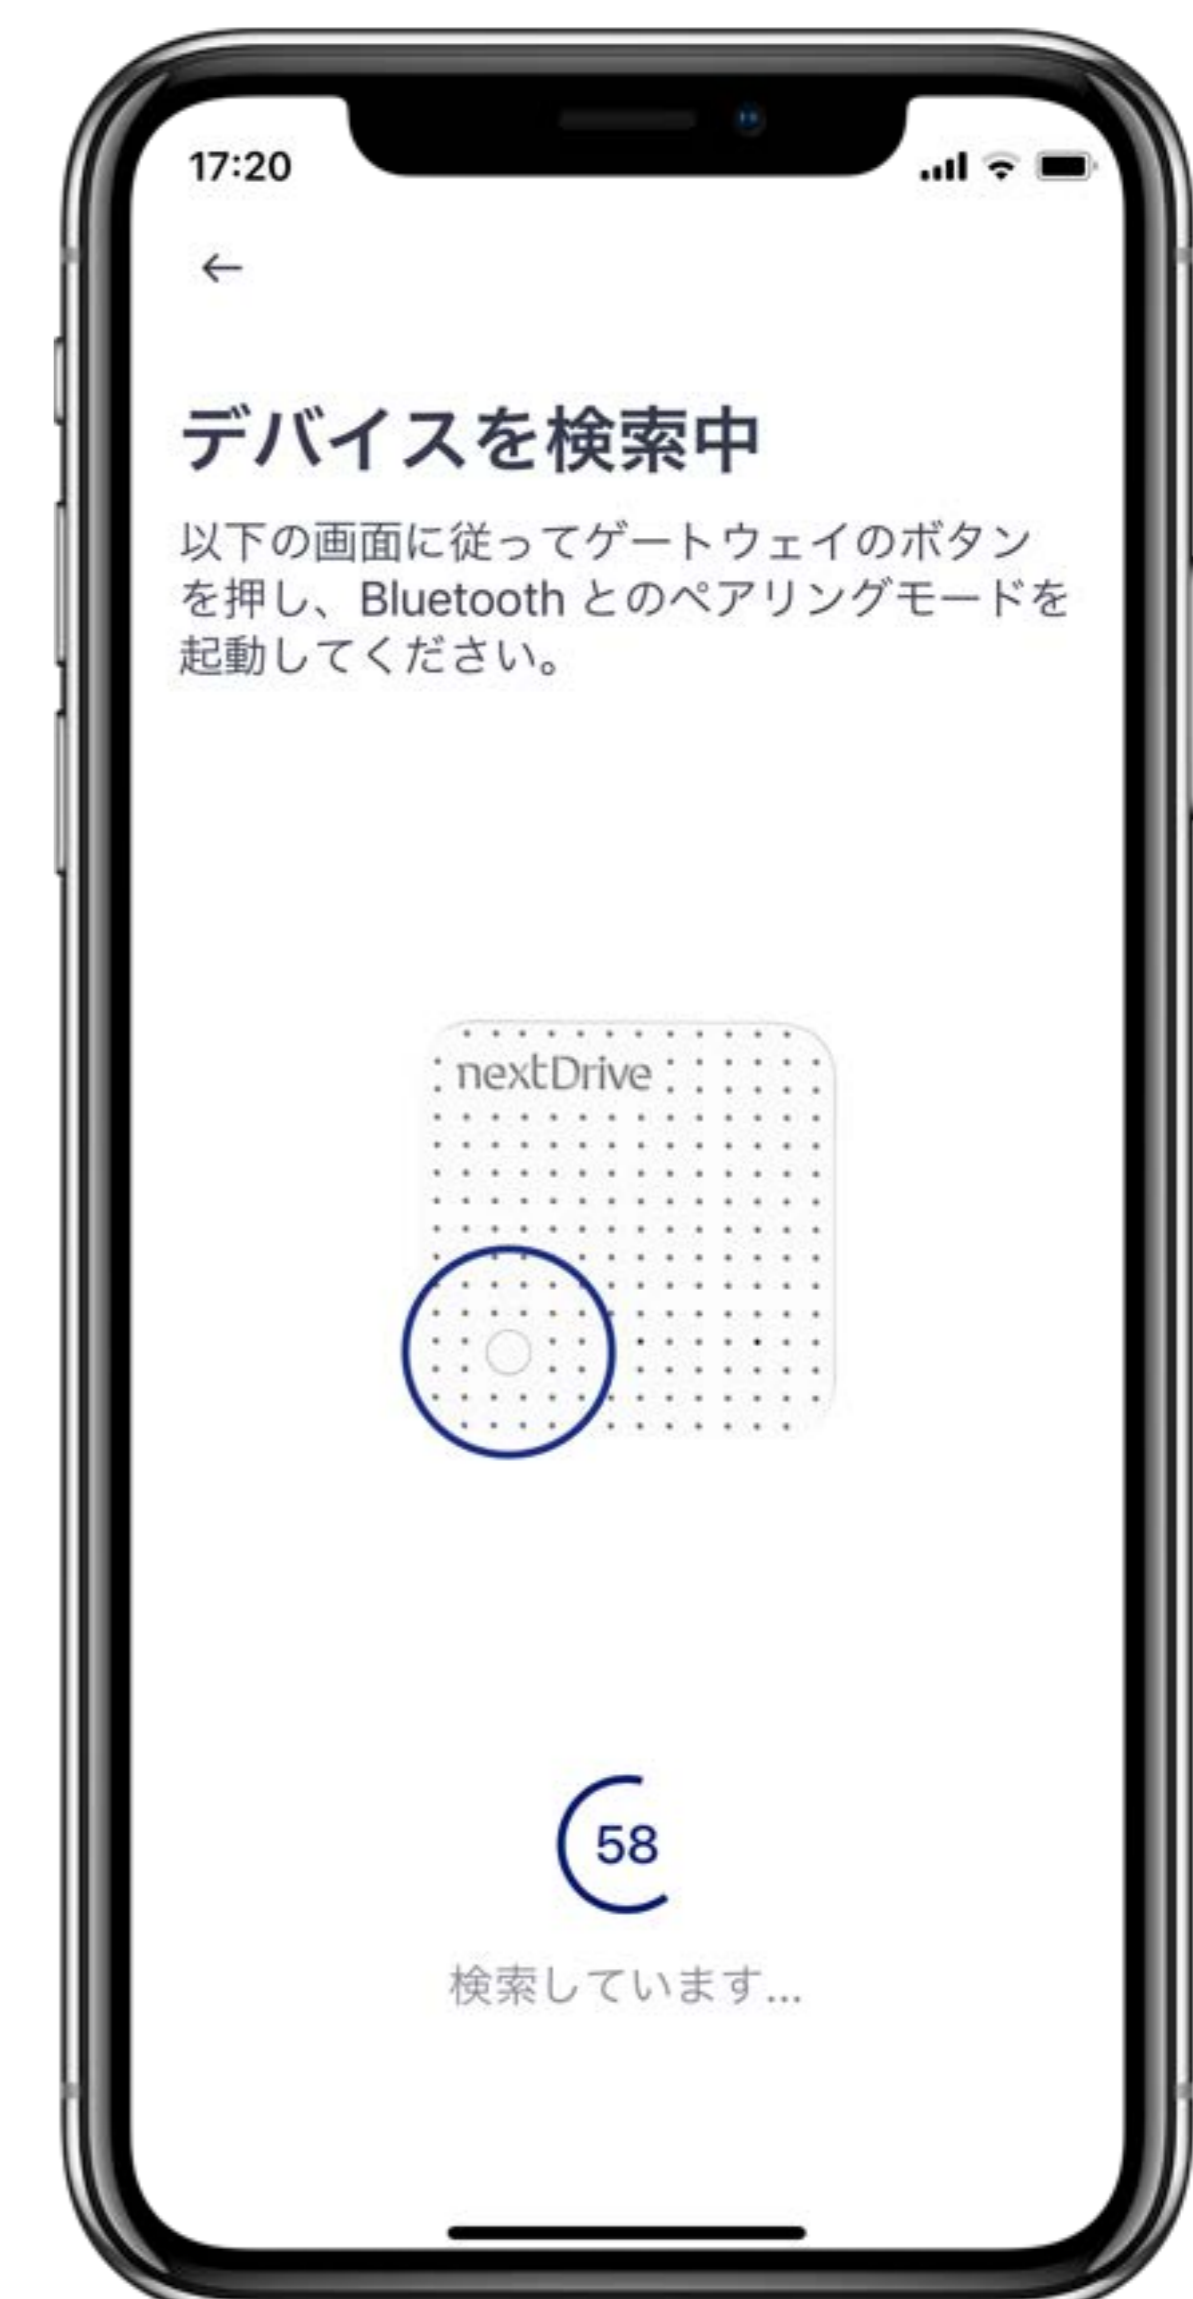 17:20
←
デバイスを検索中
以下の画面に従ってゲートウェイのボタン
を押し、Bluetooth とのペアリングモードを
起動してください。
nextDrive
58
検索しています...